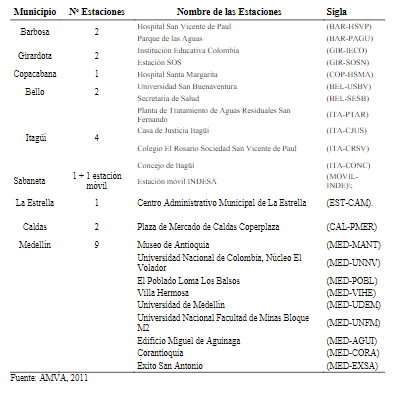 Municipio Nº Estaciones Nombre de las Estaciones Sigla
Barbosa 2 Hospital San Vicente de Paul (BAR-HSVP)
Parque de las Aguas (BAR-PAGU)
Girardota 2 Institución Educativa Colombia (GIR-IECO)
Estación SOS (GIR-SOSN)
Copacabana 1 Hospital Santa Margarita (COP-HSMA)
Bello 2 Universidad San Buenaventura (BEL-USBV)
Secretaria de Salud (BEL-SESB)
Itagüí 4 Planta de Tratamiento de Aguas Residuales San
Fernando (ITA-PTAR)
Casa de Justicia Itagüí (ITA-CJUS)
Colegio El Rosario Sociedad San Vicente de Paul (ITA-CRSV)
Concejo de Itagüí (ITA-CONC)
Sabaneta 1 + 1 estación
móvil Estación móvil INDESA (MOVIL-
INDE);
La Estrella 1 Centro Administrativo Municipal de La Estrella (EST-CAM).
Caldas 2 Plaza de Mercado de Caldas Coperplaza (CAL-PMER)
Medellín 9 Museo de Antioquia (MED-MANT)
Universidad Nacional de Colombia, Núcleo El
Volador (MED-UNNV)
El Poblado Loma Los Balsos (MED-POBL)
Villa Hermosa (MED-VIHE)
Universidad de Medellín (MED-UDEM)
Universidad Nacional Facultad de Minas Bloque
M2 (MED-UNFM)
Edificio Miguel de Aguinaga (MED-AGUI)
Corantioquia (MED-CORA)
Éxito San Antonio (MED-EXSA)
Fuente: AMVA, 2011